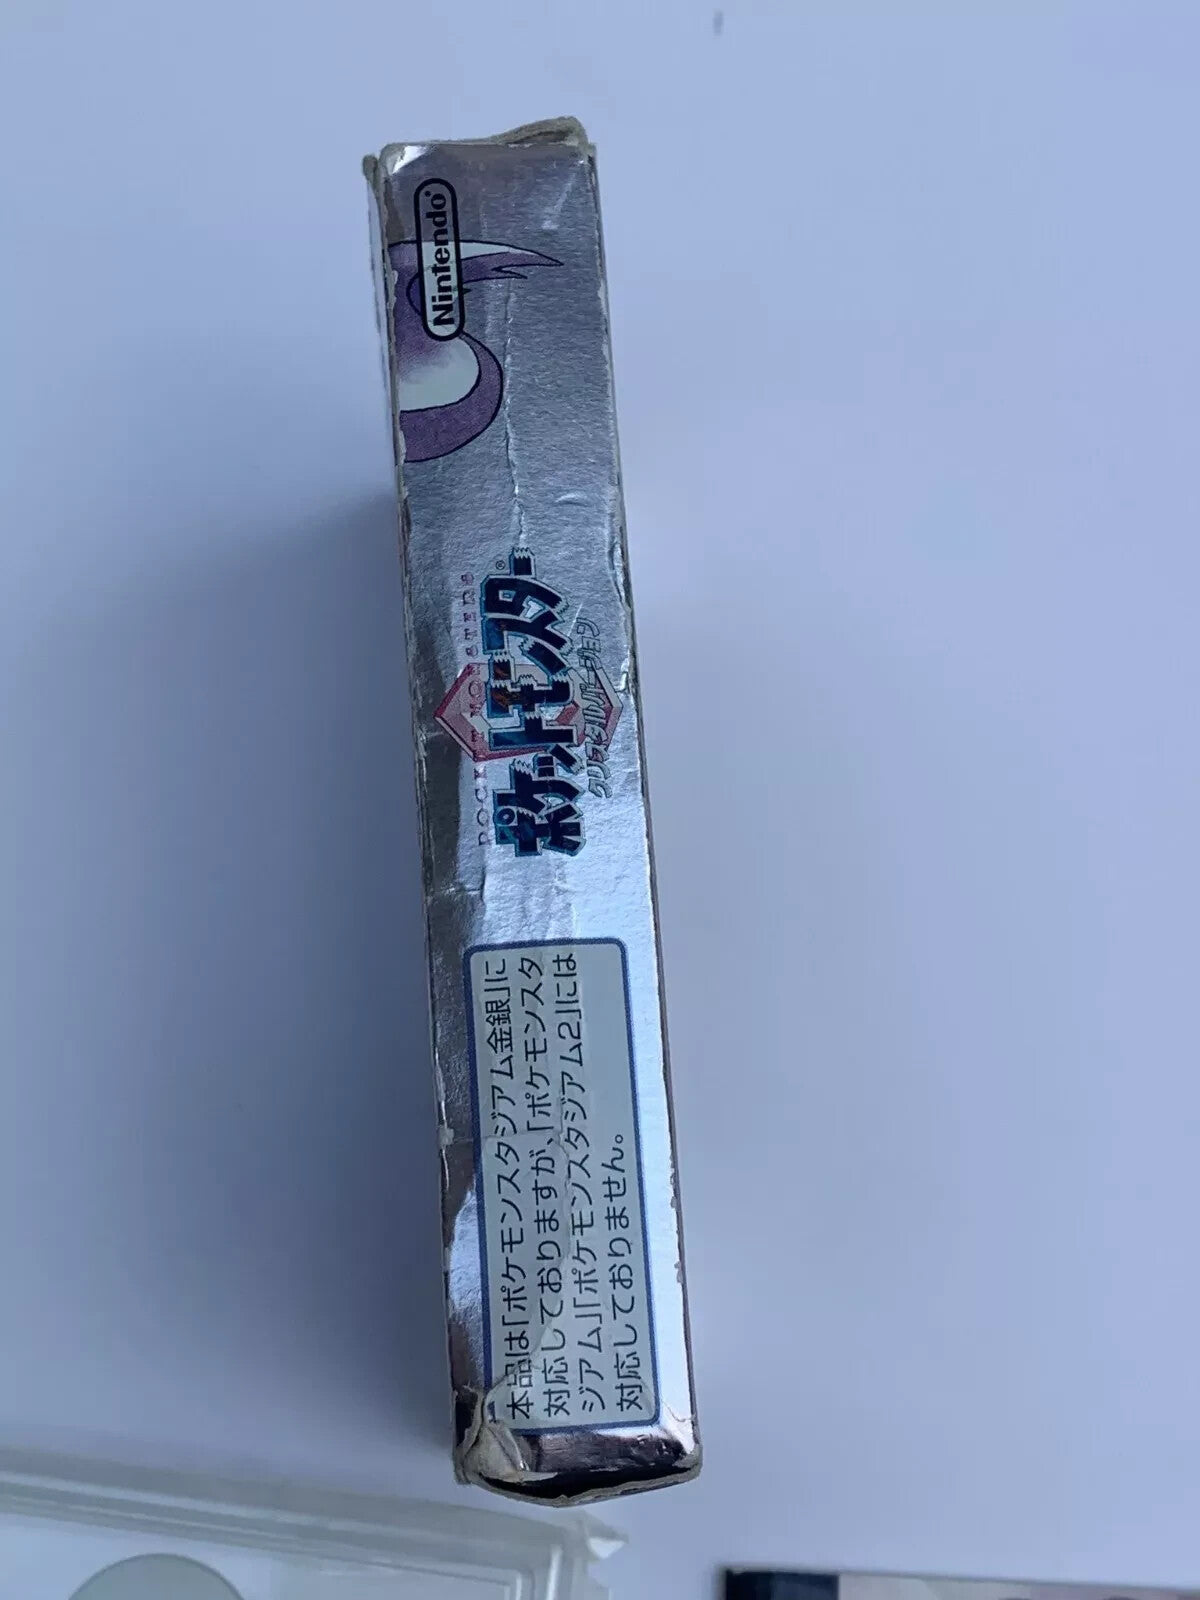 Nintendo®
POCKET MONSTERS
ポケットモンスター®
クリスタルバージョン
本品は「ポケモンスタジアム金銀」に
対応しておりますが、「ポケモンスタ
ジアム」「ポケモンスタジアム2」には
対応しておりません。